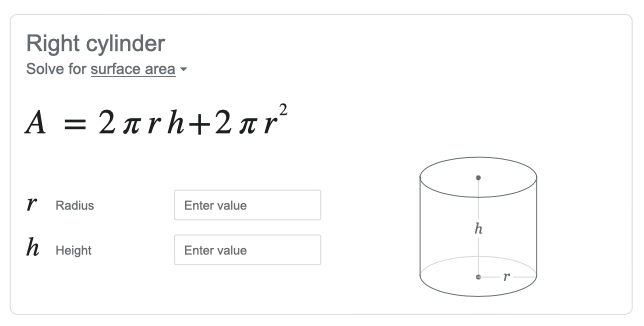 Right cylinder
Solve for surface area
A = 2πrh+2πr²
r Radius Enter value
h Height Enter value
h
r